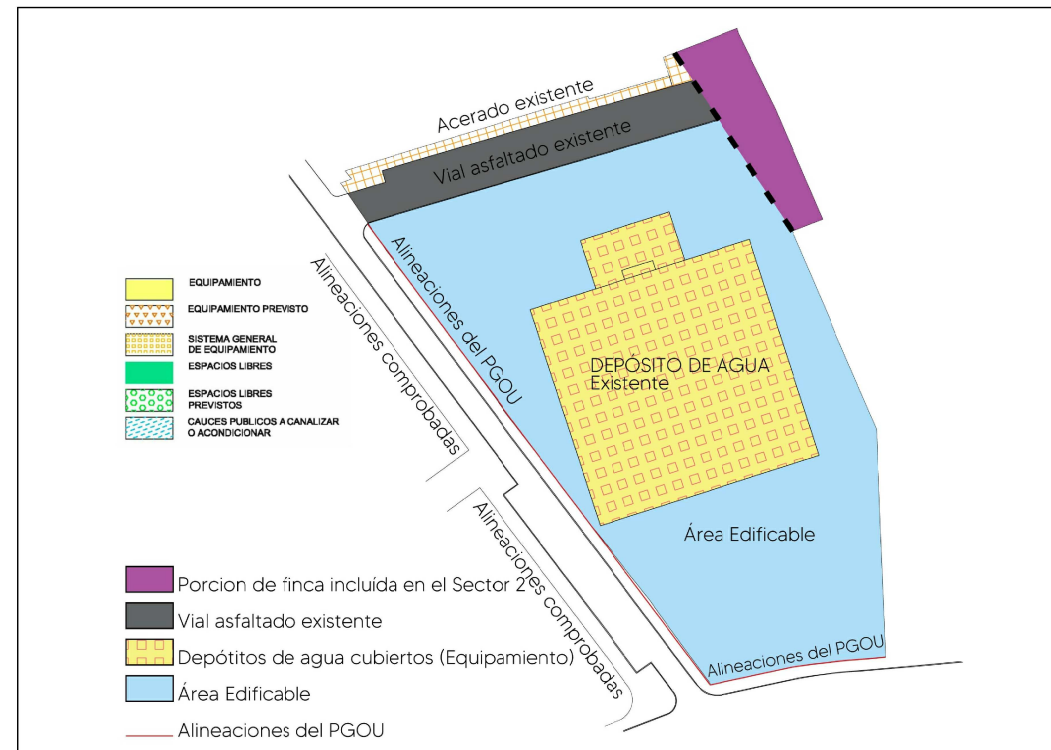 Acerado existente
Vial asfaltado existente
Alineaciones del PGOU
Alineaciones comprobadas
EQUIPAMIENTO
EQUIPAMIENTO PREVISTO
SISTEMA GENERAL
DE EQUIPAMIENTO
ESPACIOS LIBRES
ESPACIOS LIBRES
PREVISTOS
CAUCES PUBLICOS A CANALIZAR
O ACONDICIONAR
DEPÓSITO DE AGUA
Existente
Área Edificable
Alineaciones comprobadas
Alineaciones del PGOU
Porcion de finca incluída en el Sector 2
Vial asfaltado existente
Depótitos de agua cubiertos (Equipamiento)
Área Edificable
Alineaciones del PGOU